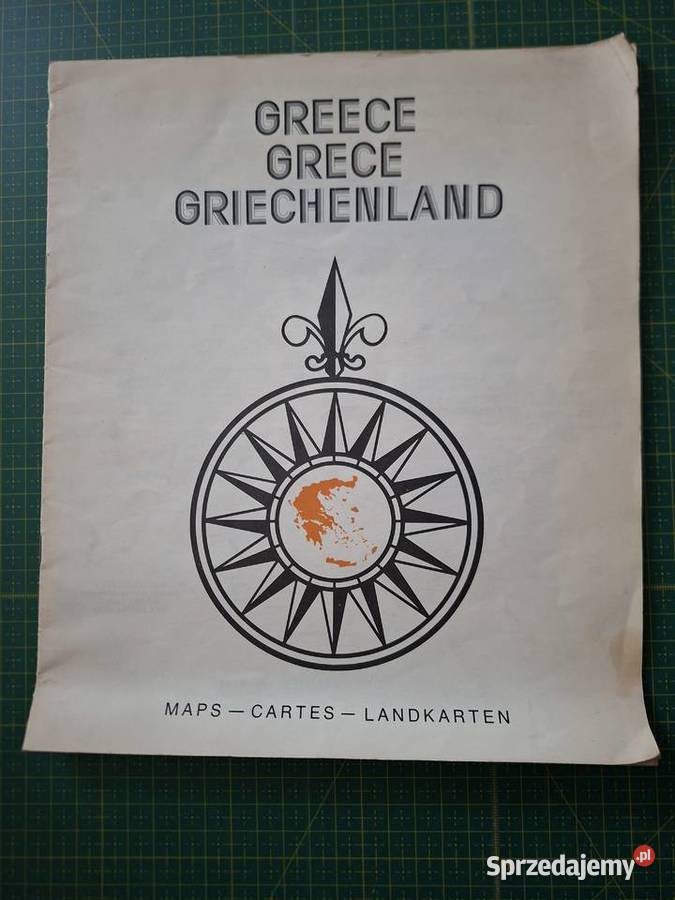 GREECE
GRECE
GRIECHENLAND
MAPS — CARTES — LANDKARTEN
Sprzedajemy.pl